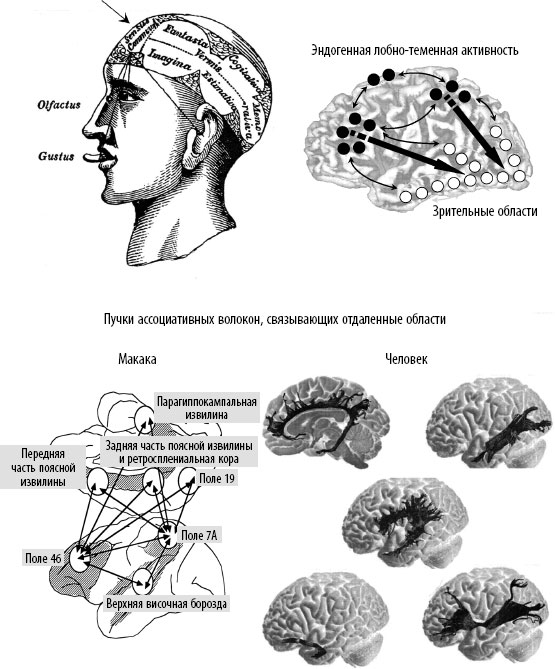 Sensus
Communis
Fantasia
Vermis
Imagina
Cogitativa
Estimativa
Memo-
rativa
Olfactus
Gustus
Эндогенная лобно-теменная активность
Зрительные области
Пучки ассоциативных волокон, связывающих отдаленные области
Макака
Человек
Парагиппокампальная
извилина
Передняя
часть поясной
извилины
Задняя часть поясной извилины
и ретросплениальная кора
Поле 19
Поле 7А
Поле 46
Верхняя височная борозда